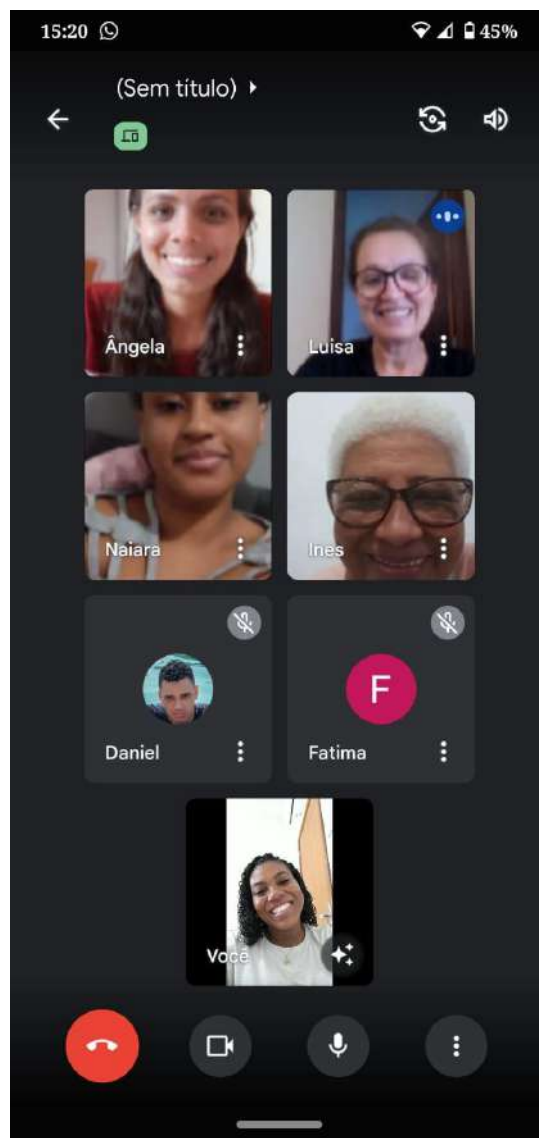 15:20 45%
(Sem título)
Ângela Luisa
Naiara Ines
Daniel Fatima
F
Você